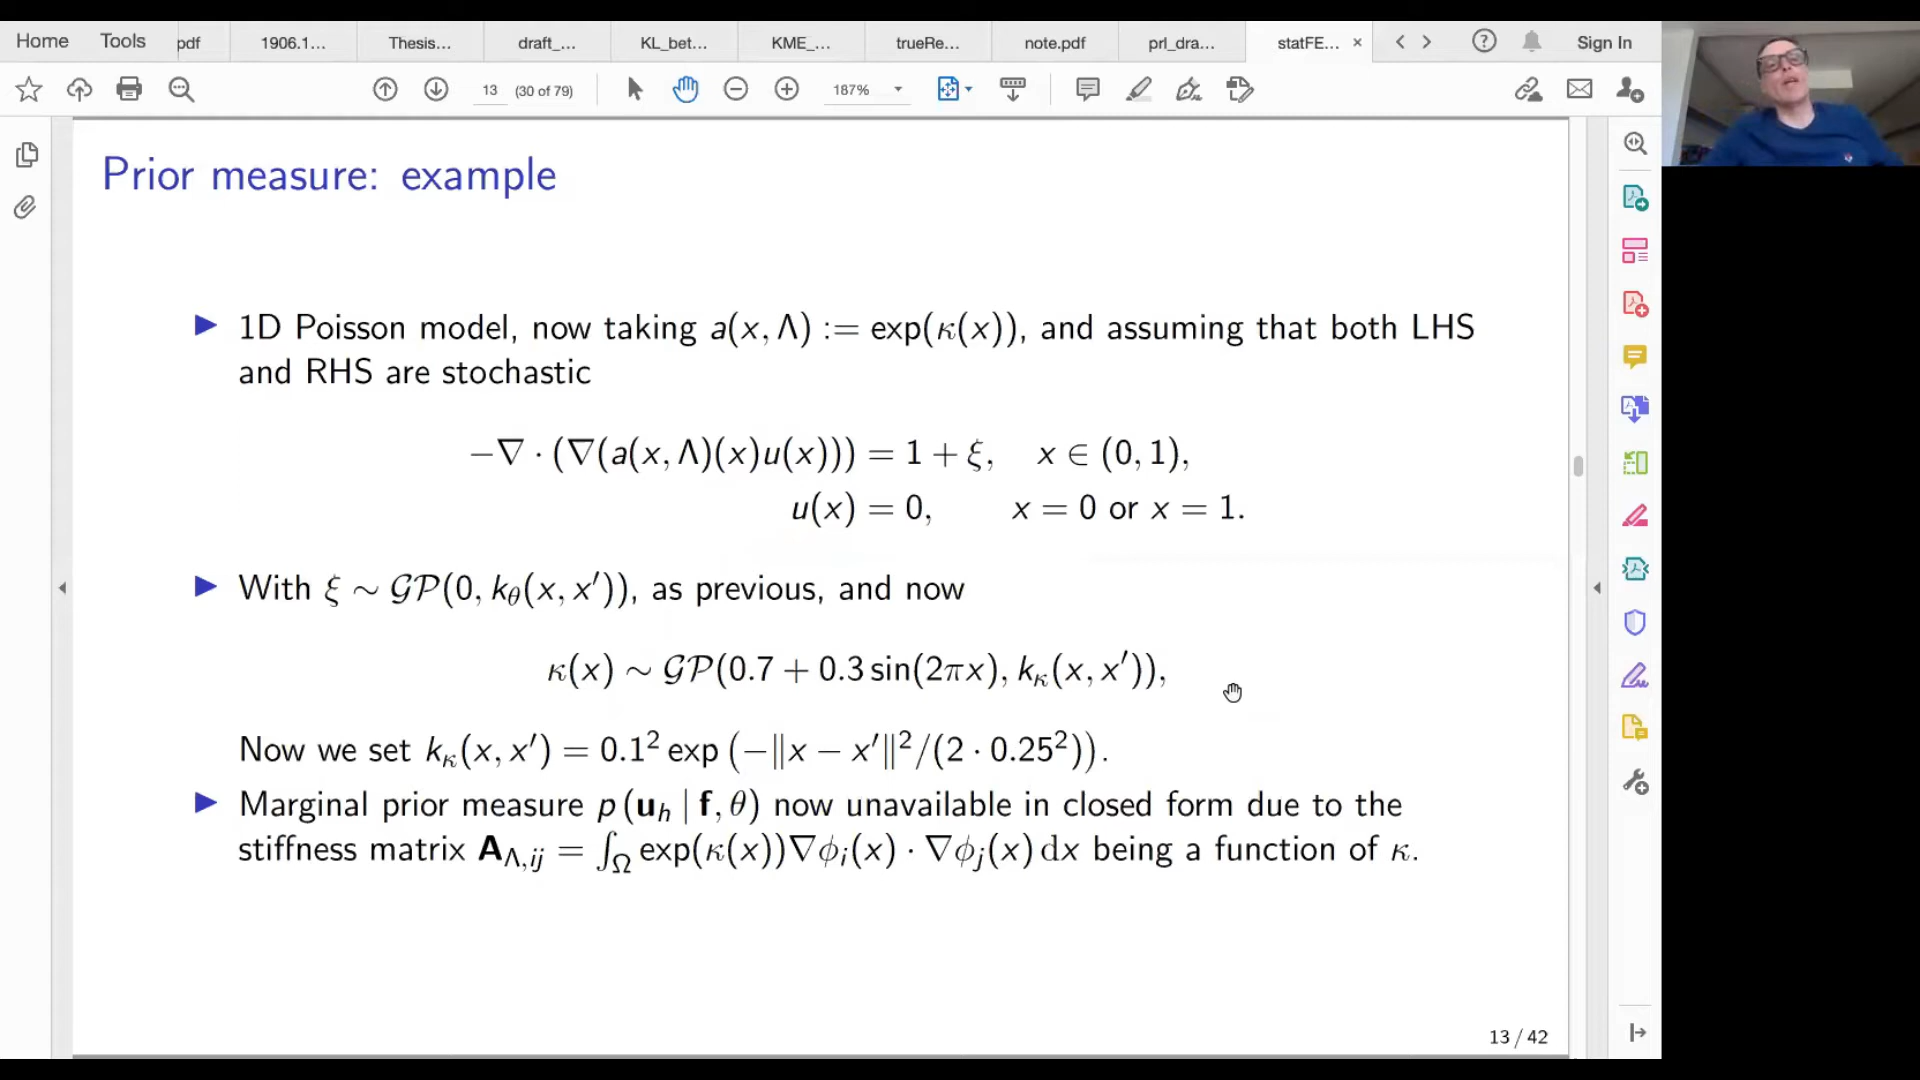 Home Tools pdf 1906.1... Thesis... draft_... KL_bet... KME_... trueRe... note.pdf prl_dra... statFE... × Sign In
13 (30 of 79) 187%
Prior measure: example
▶ 1D Poisson model, now taking a(x, Λ) := exp(κ(x)), and assuming that both LHS
and RHS are stochastic
−∇ · (∇(a(x, Λ)(x)u(x))) = 1 + ξ, x ∈ (0, 1),
u(x) = 0, x = 0 or x = 1.
▶ With ξ ∼ 𝒢𝒫(0, k_θ(x, x′)), as previous, and now
κ(x) ∼ 𝒢𝒫(0.7 + 0.3 sin(2πx), k_κ(x, x′)),
Now we set k_κ(x, x′) = 0.1² exp (−‖x − x′‖²/(2 · 0.25²)).
▶ Marginal prior measure p (u_h | f, θ) now unavailable in closed form due to the
stiffness matrix A_{Λ,ij} = ∫_Ω exp(κ(x))∇ϕ_i(x) · ∇ϕ_j(x) dx being a function of κ.
13 / 42